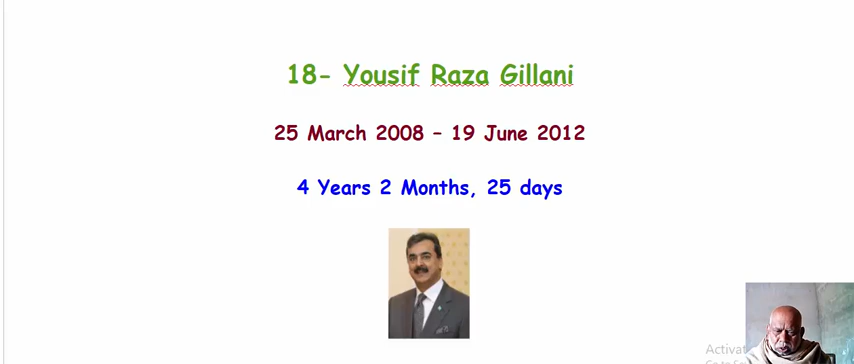 18- Yousif Raza Gillani
25 March 2008 – 19 June 2012
4 Years 2 Months, 25 days